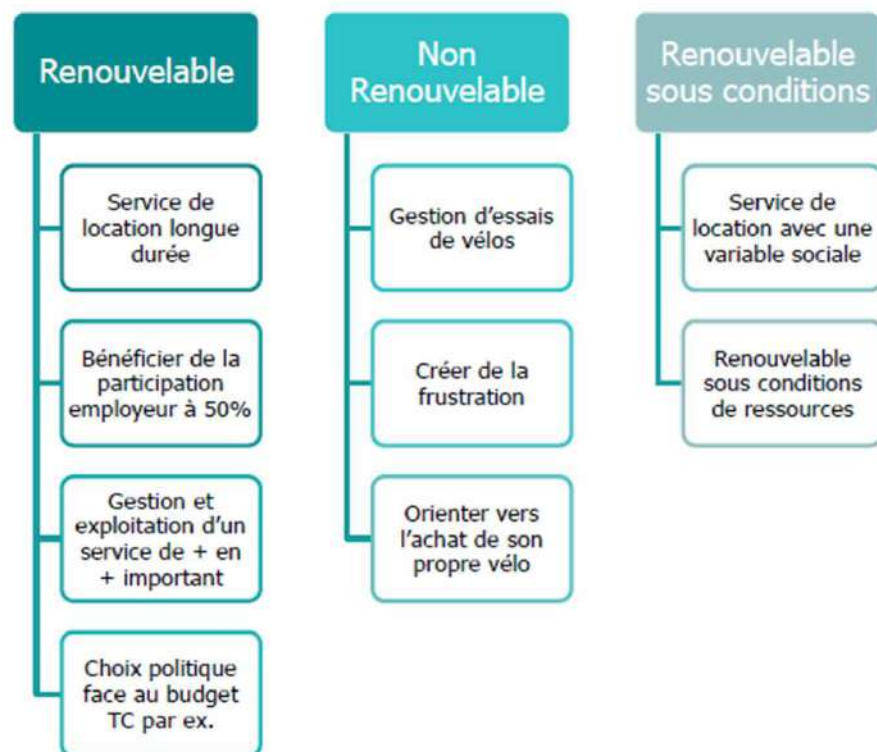 Renouvelable
Service de
location longue
durée
Bénéficier de la
participation
employeur à 50%
Gestion et
exploitation d'un
service de + en
+ important
Choix politique
face au budget
TC par ex.
Non
Renouvelable
Gestion d'essais
de vélos
Créer de la
frustration
Orienter vers
l'achat de son
propre vélo
Renouvelable
sous conditions
Service de
location avec une
variable sociale
Renouvelable
sous conditions
de ressources